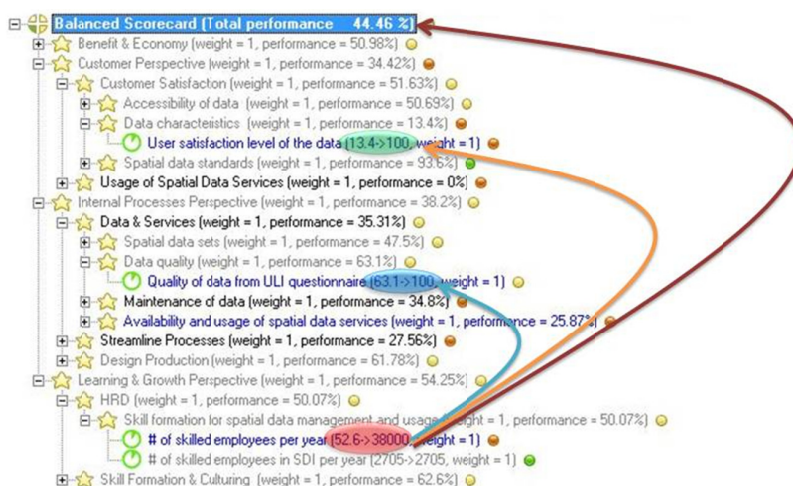 Balanced Scorecard (Total performance 44.46 %)
Benefit & Economy (weight = 1, performance = 50.98%)
Customer Perspective (weight = 1, performance = 34.42%)
Customer Satisfacton (weight = 1, performance = 51.63%)
Accessibility of data (weight = 1, performance = 50.69%)
Data characteristics (weight = 1, performance = 13.4%)
User satisfaction level of the data (13.4->100, weight =1)
Spatial data standards (weight = 1, performance = 93.6%)
Usage of Spatial Data Services (weight = 1, performance = 0%)
Internal Processes Perspective (weight = 1, performance = 38.2%)
Data & Services (weight = 1, performance = 35.31%)
Spatial data sets (weight = 1, performance = 47.5%)
Data quality (weight = 1, performance = 63.1%)
Quality of data from ULI questionnaire (63.1->100, weight = 1)
Maintenance of data (weight = 1, performance = 34.8%)
Availability and usage of spatial data services (weight = 1, performance = 25.87%)
Streamline Processes (weight = 1, performance = 27.56%)
Design Production (weight = 1, performance = 61.78%)
Learning & Growth Perspective (weight = 1, performance = 54.25%)
HRD (weight = 1, performance = 50.07%)
Skill formation for spatial data management and usage (weight = 1, performance = 50.07%)
# of skilled employees per year (52.6->38000, weight =1)
# of skilled employees in SDI per year (2705->2705, weight = 1)
Skill Formation & Culturing (weight = 1, performance = 62.6%)